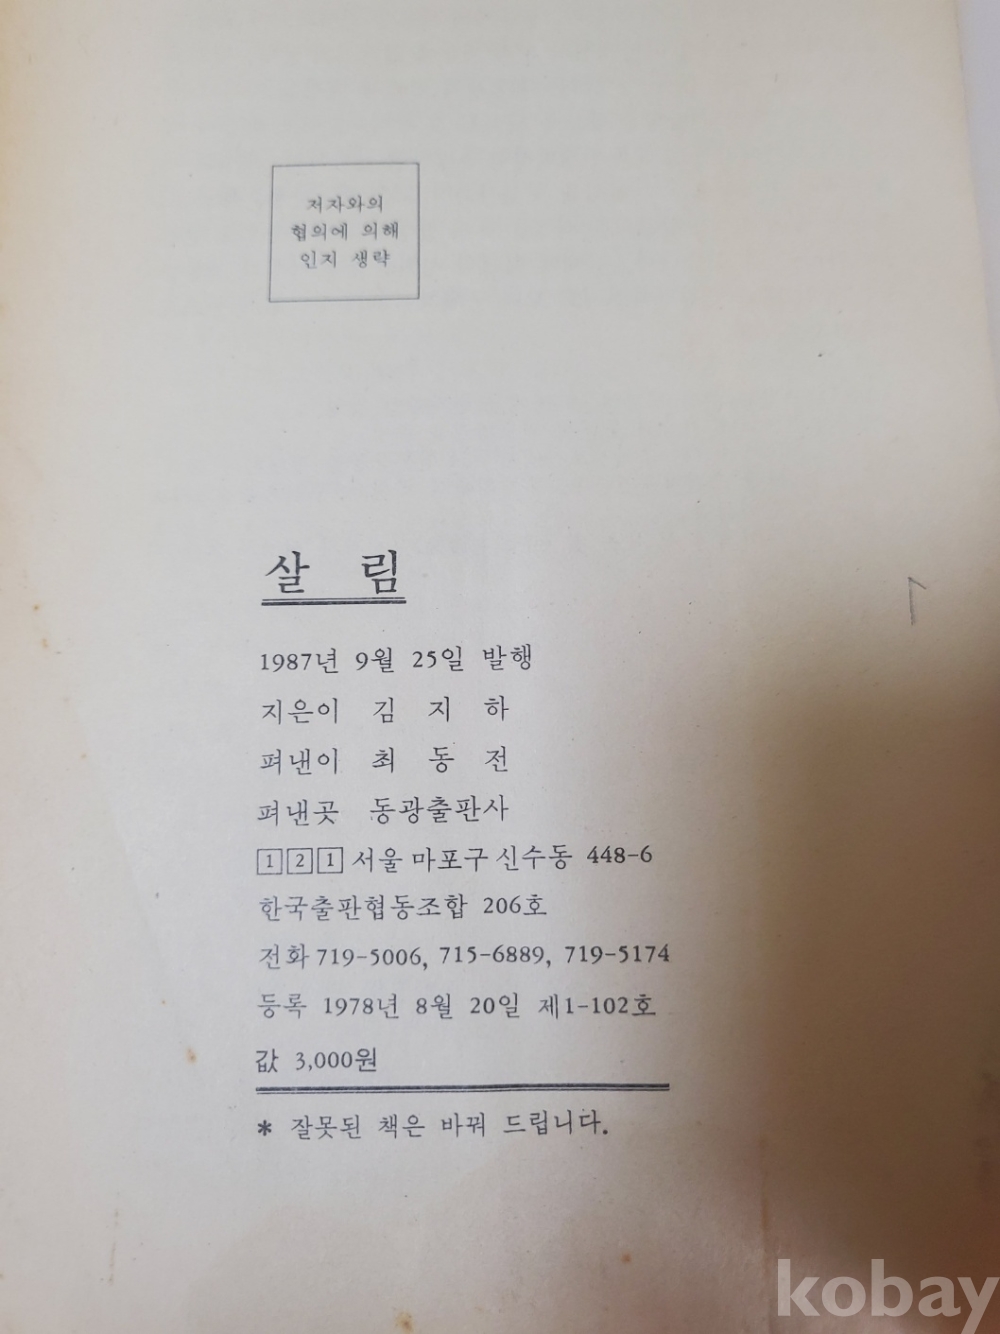 저자와의
협의에 의해
인지 생략
살 림
1987년 9월 25일 발행
지은이 김 지 하
펴낸이 최 동 전
펴낸곳 동광출판사
121 서울 마포구 신수동 448-6
한국출판협동조합 206호
전화 719-5006, 715-6889, 719-5174
등록 1978년 8월 20일 제1-102호
값 3,000원
* 잘못된 책은 바꿔 드립니다.
kobay